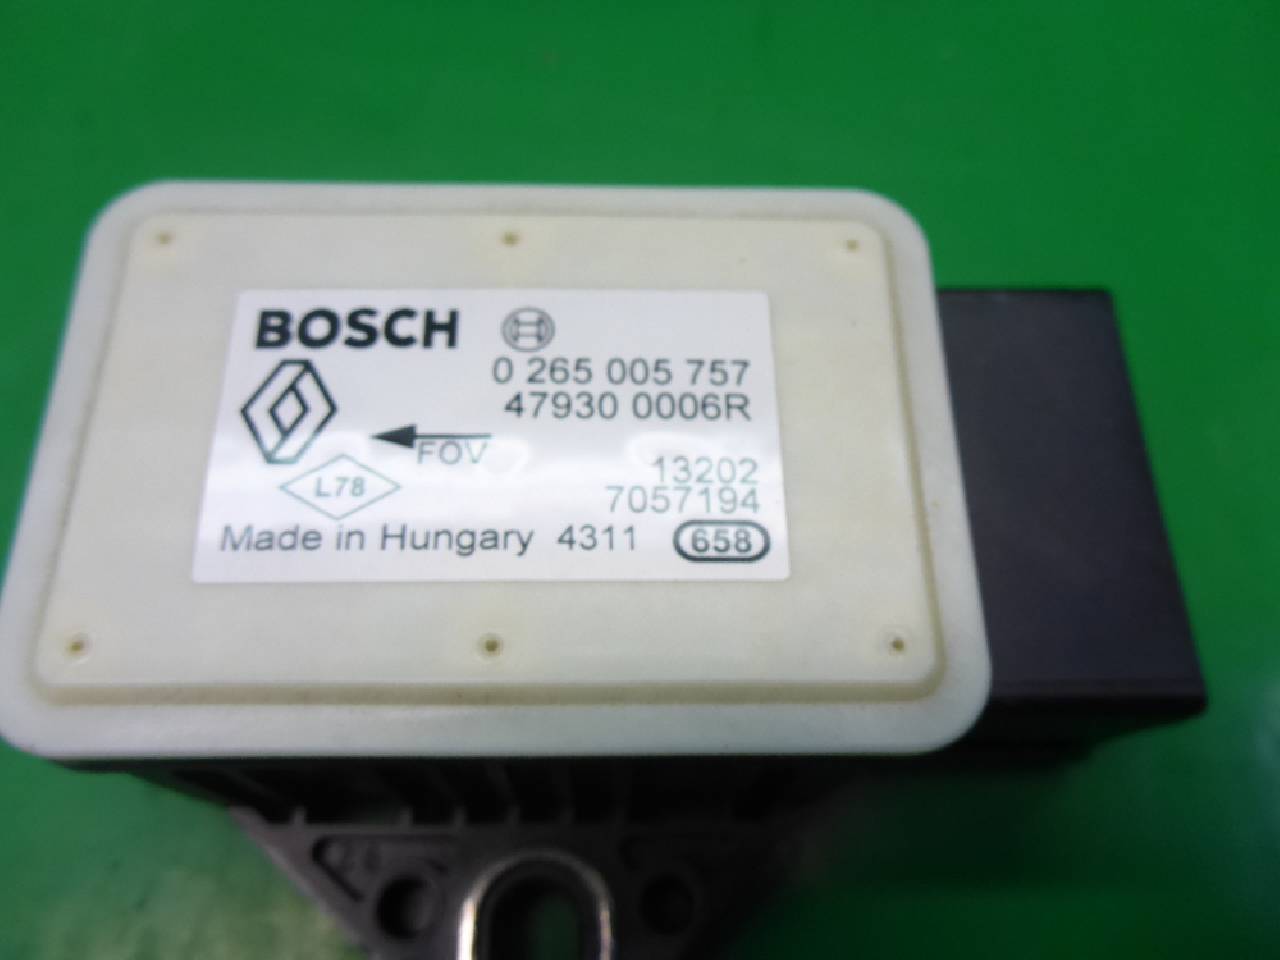 BOSCH
0 265 005 757
47930 0006R
FOV
L78
13202
7057194
Made in Hungary 4311 658